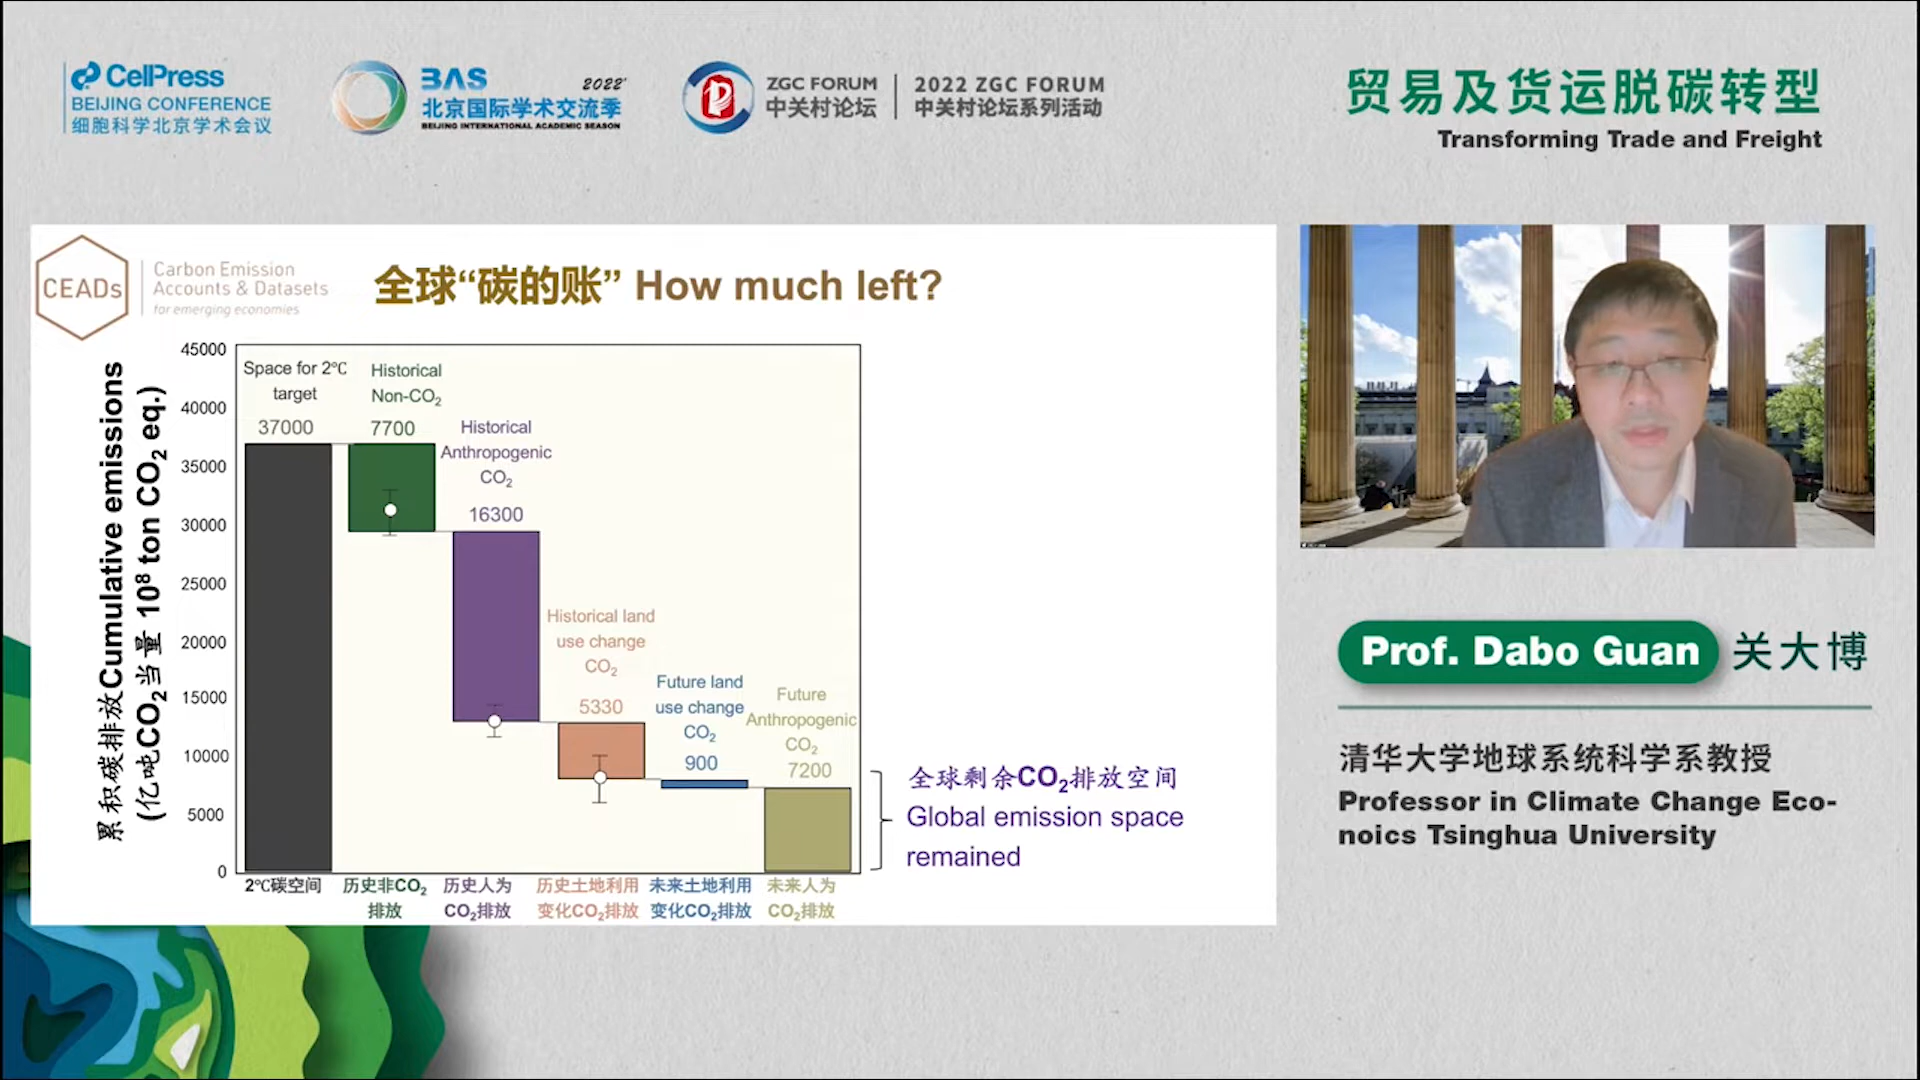 CellPress
BEIJING CONFERENCE
细胞科学北京学术会议
BAS 2022
北京国际学术交流季
BEIJING INTERNATIONAL ACADEMIC SEASON
ZGC FORUM
中关村论坛
2022 ZGC FORUM
中关村论坛系列活动
贸易及货运脱碳转型
Transforming Trade and Freight
CEADs
Carbon Emission
Accounts & Datasets
for emerging economies
全球“碳的账” How much left?
累积碳排放Cumulative emissions
(亿吨CO₂当量 10⁸ ton CO₂ eq.)
45000
40000
35000
30000
25000
20000
15000
10000
5000
0
Space for 2℃
target
37000
Historical
Non-CO₂
7700
Historical
Anthropogenic
CO₂
16300
Historical land
use change
CO₂
5330
Future land
use change
CO₂
900
Future
Anthropogenic
CO₂
7200
2℃碳空间
历史非CO₂
排放
历史人为
CO₂排放
历史土地利用
变化CO₂排放
未来土地利用
变化CO₂排放
未来人为
CO₂排放
全球剩余CO₂排放空间
Global emission space
remained
Prof. Dabo Guan 关大博
清华大学地球系统科学系教授
Professor in Climate Change Eco-
noics Tsinghua University